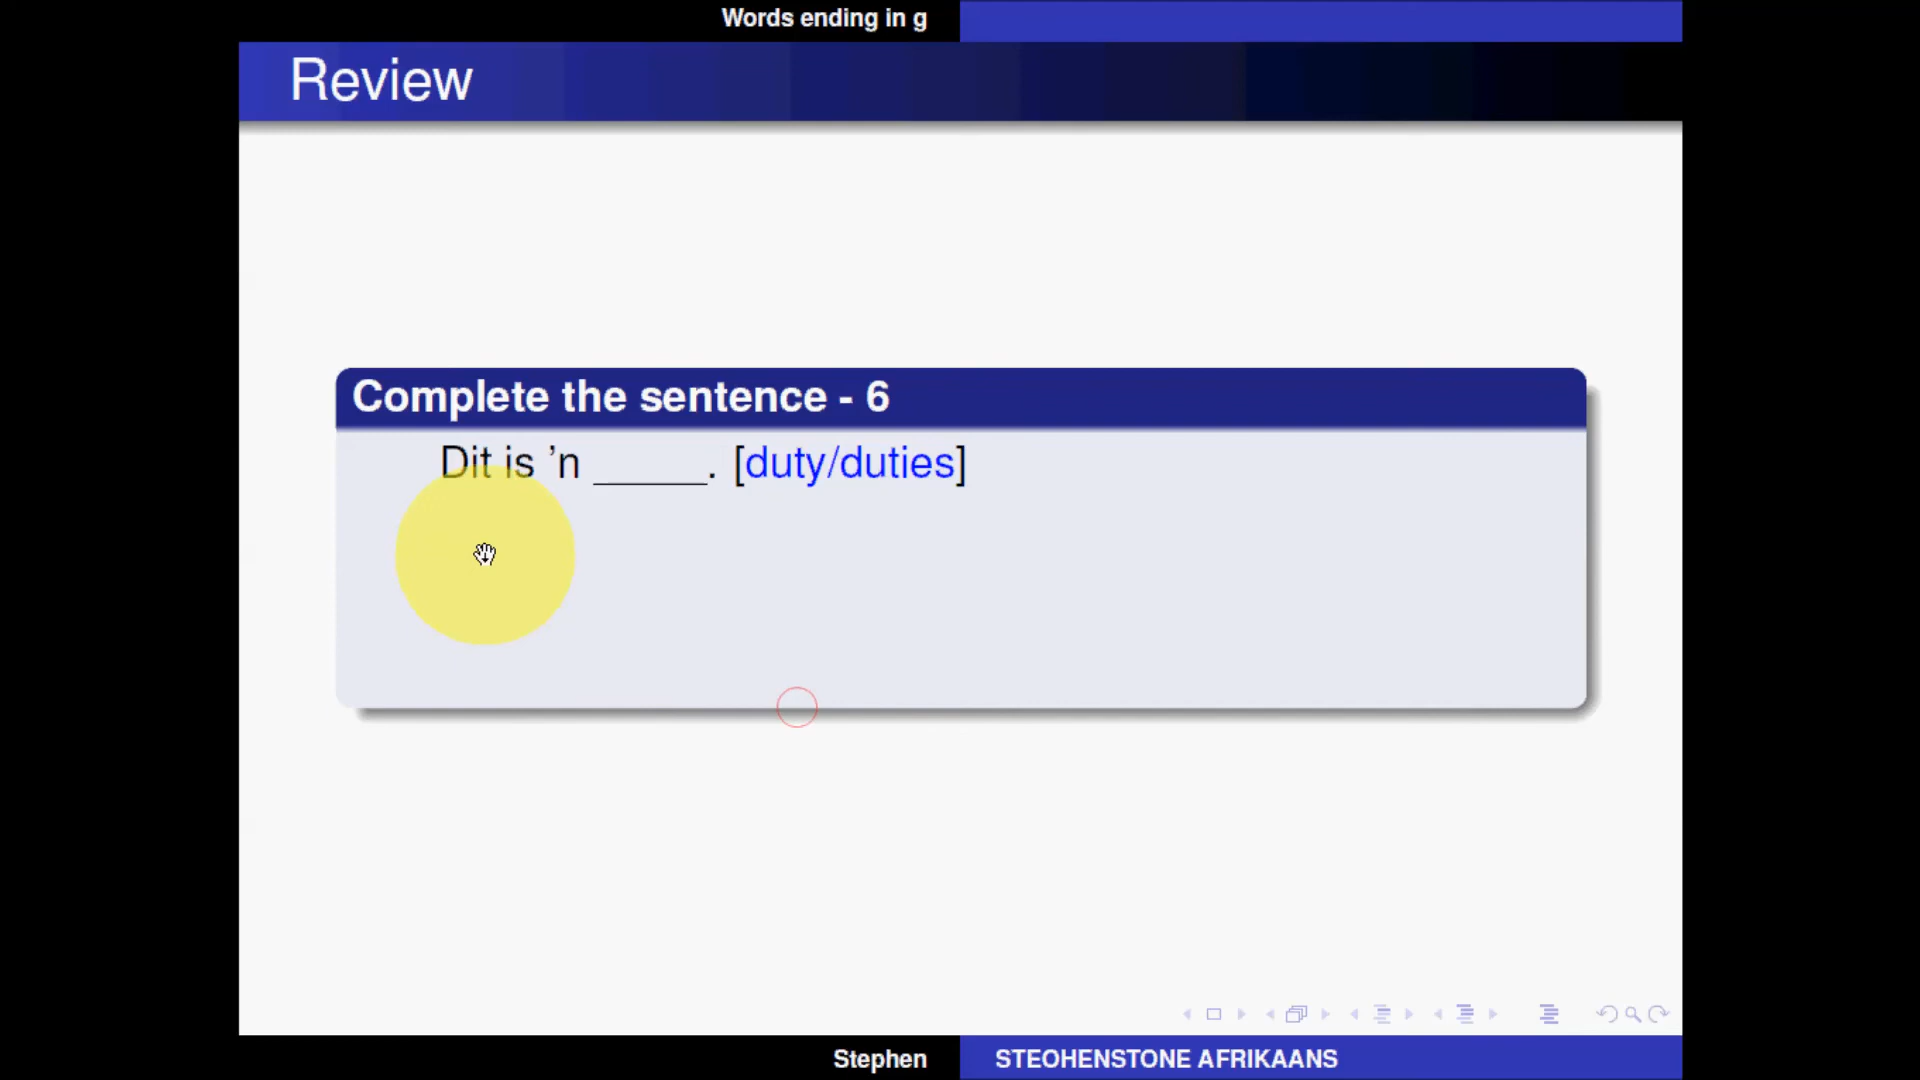 Words ending in g
Review
Complete the sentence - 6
Dit is ’n _____. [duty/duties]
Stephen
STEOHENSTONE AFRIKAANS